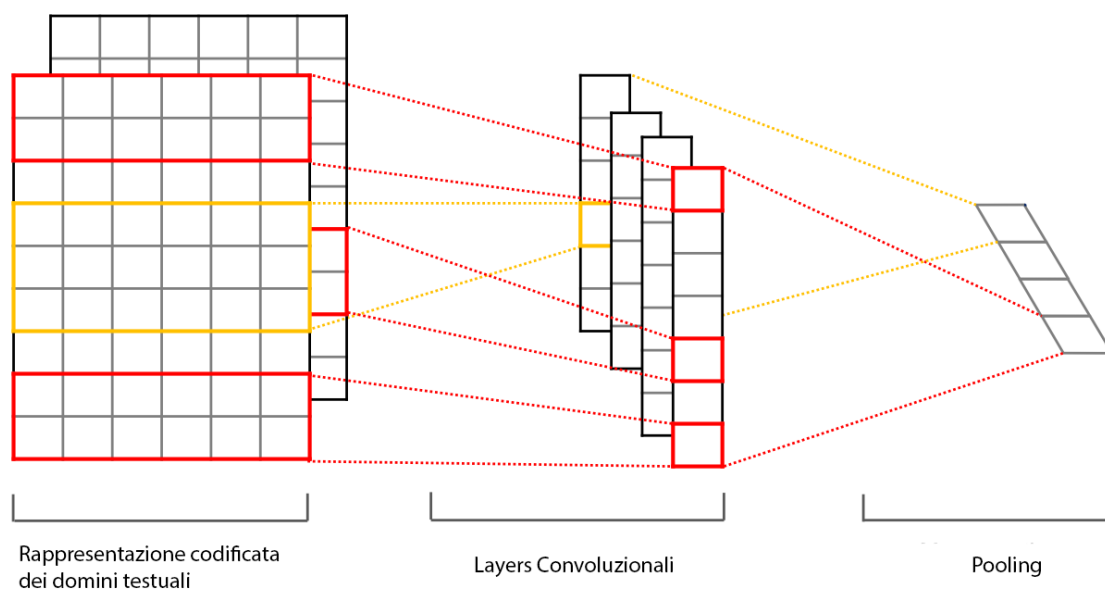 Rappresentazione codificata
dei domini testuali
Layers Convoluzionali
Pooling